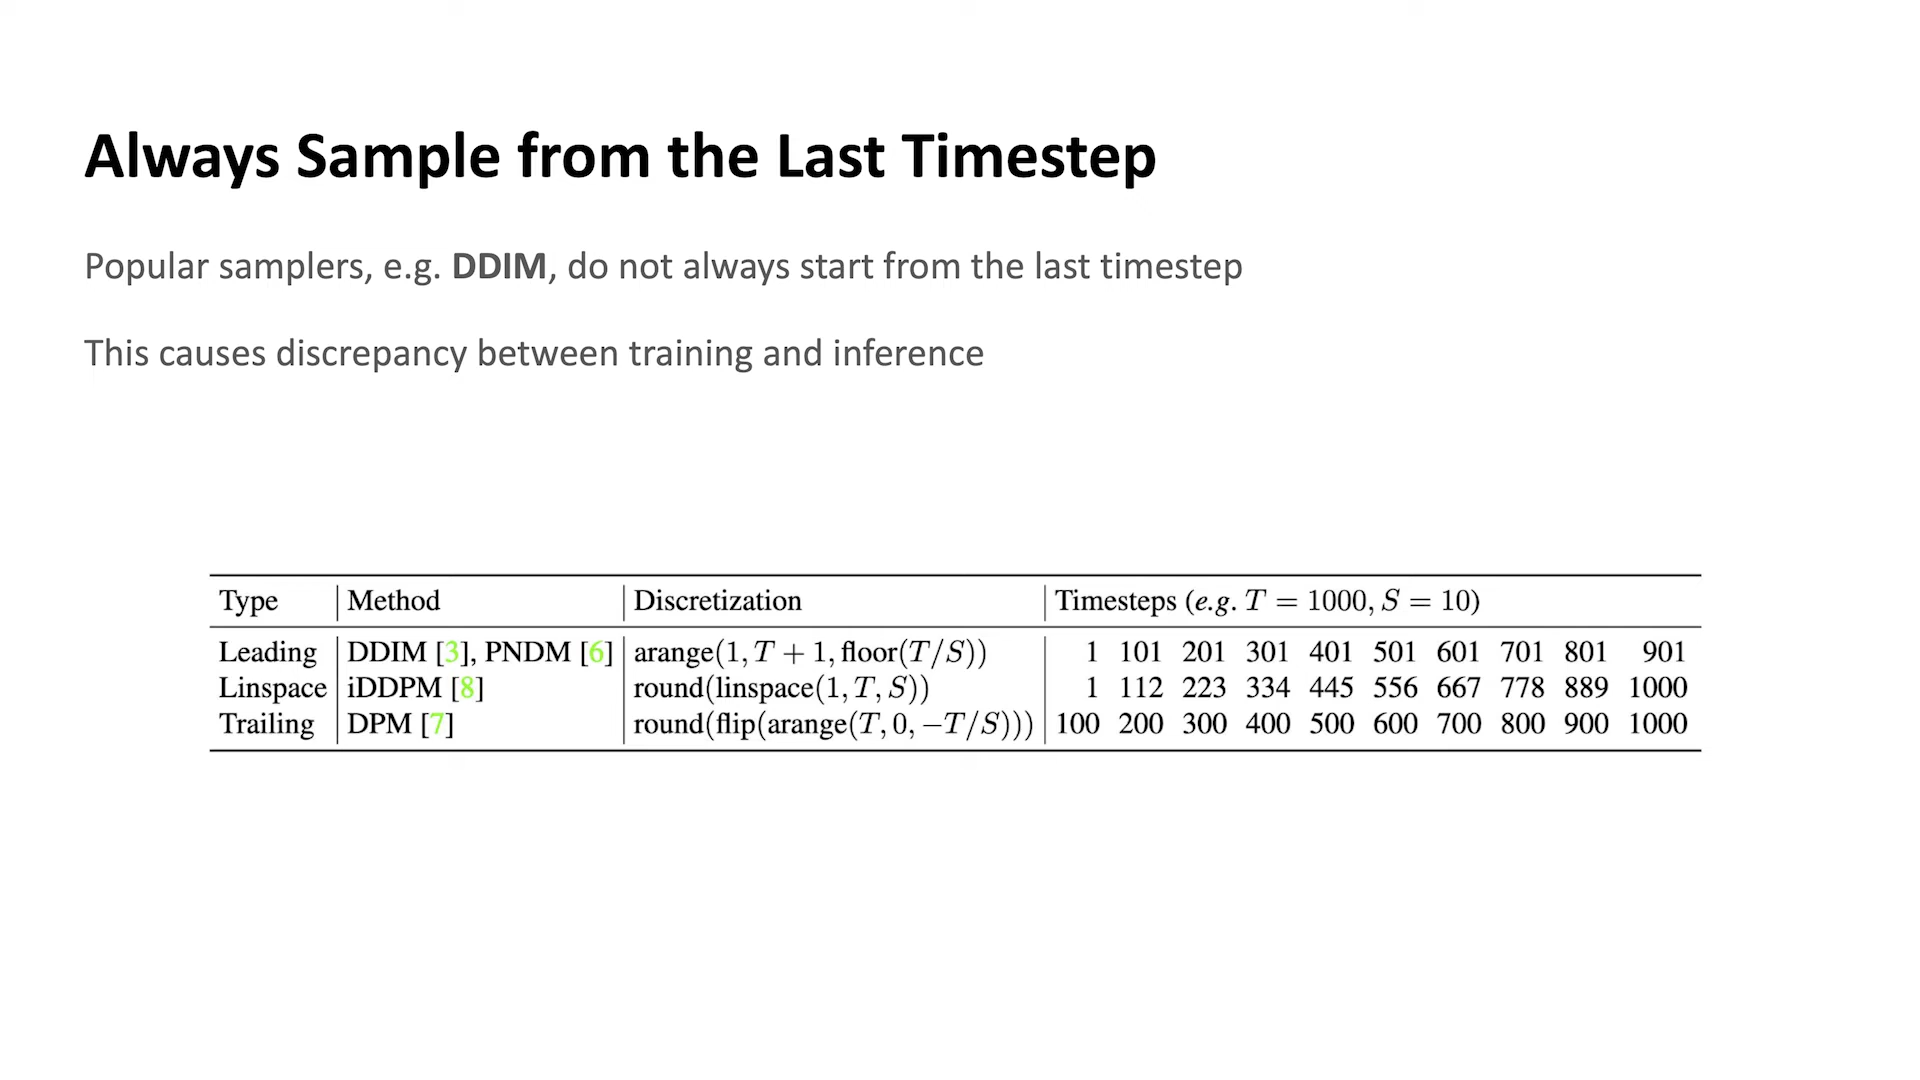 Always Sample from the Last Timestep
Popular samplers, e.g. DDIM, do not always start from the last timestep
This causes discrepancy between training and inference
Type Method Discretization Timesteps (e.g. T = 1000, S = 10)
Leading DDIM [3], PNDM [6] arange(1, T + 1, floor(T/S)) 1 101 201 301 401 501 601 701 801 901
Linspace iDDPM [8] round(linspace(1, T, S)) 1 112 223 334 445 556 667 778 889 1000
Trailing DPM [7] round(flip(arange(T, 0, −T/S))) 100 200 300 400 500 600 700 800 900 1000